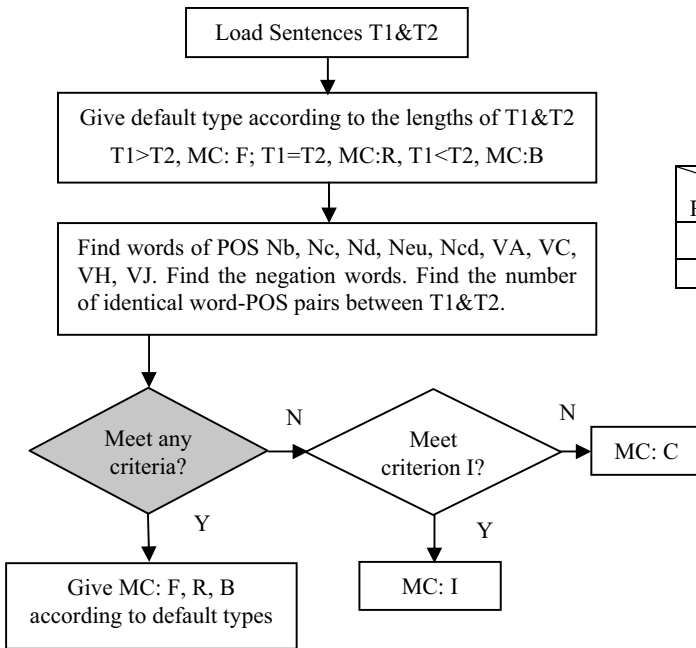 Load Sentences T1&T2
Give default type according to the lengths of T1&T2
T1>T2, MC: F; T1=T2, MC:R, T1<T2, MC:B
Find words of POS Nb, Nc, Nd, Neu, Ncd, VA, VC,
VH, VJ. Find the negation words. Find the number
of identical word-POS pairs between T1&T2.
Meet any
criteria?
N
Meet
criterion I?
N
MC: C
Y
Y
Give MC: F, R, B
according to default types
MC: I